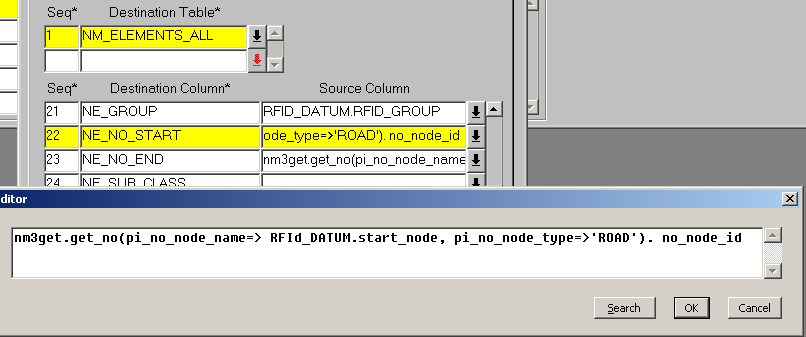 Seq* Destination Table*
1 NM_ELEMENTS_ALL
Seq* Destination Column* Source Column
21 NE_GROUP RFID_DATUM.RFID_GROUP
22 NE_NO_START ode_type=>'ROAD'). no_node_id
23 NE_NO_END nm3get.get_no(pi_no_node_name
24 NE_SUB_CLASS
ditor
nm3get.get_no(pi_no_node_name=> RFId_DATUM.start_node, pi_no_node_type=>'ROAD'). no_node_id
Search OK Cancel